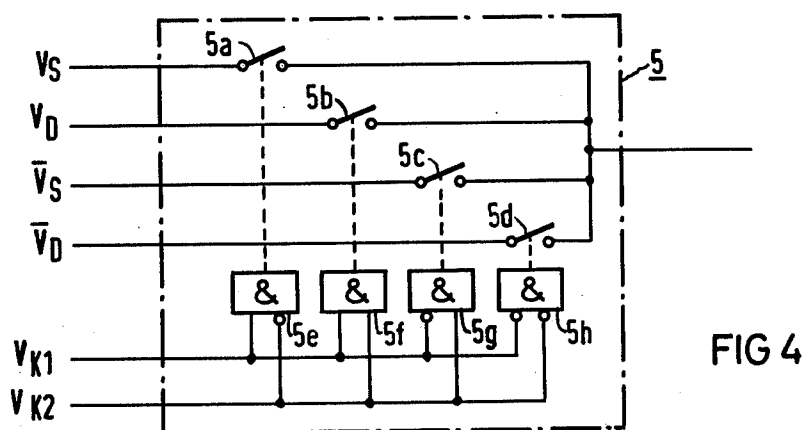 5a
V_S
5
5b
V_D
5c
V̅_S
5d
V̅_D
& & & &
5e 5f 5g 5h
V_K1
FIG 4
V_K2